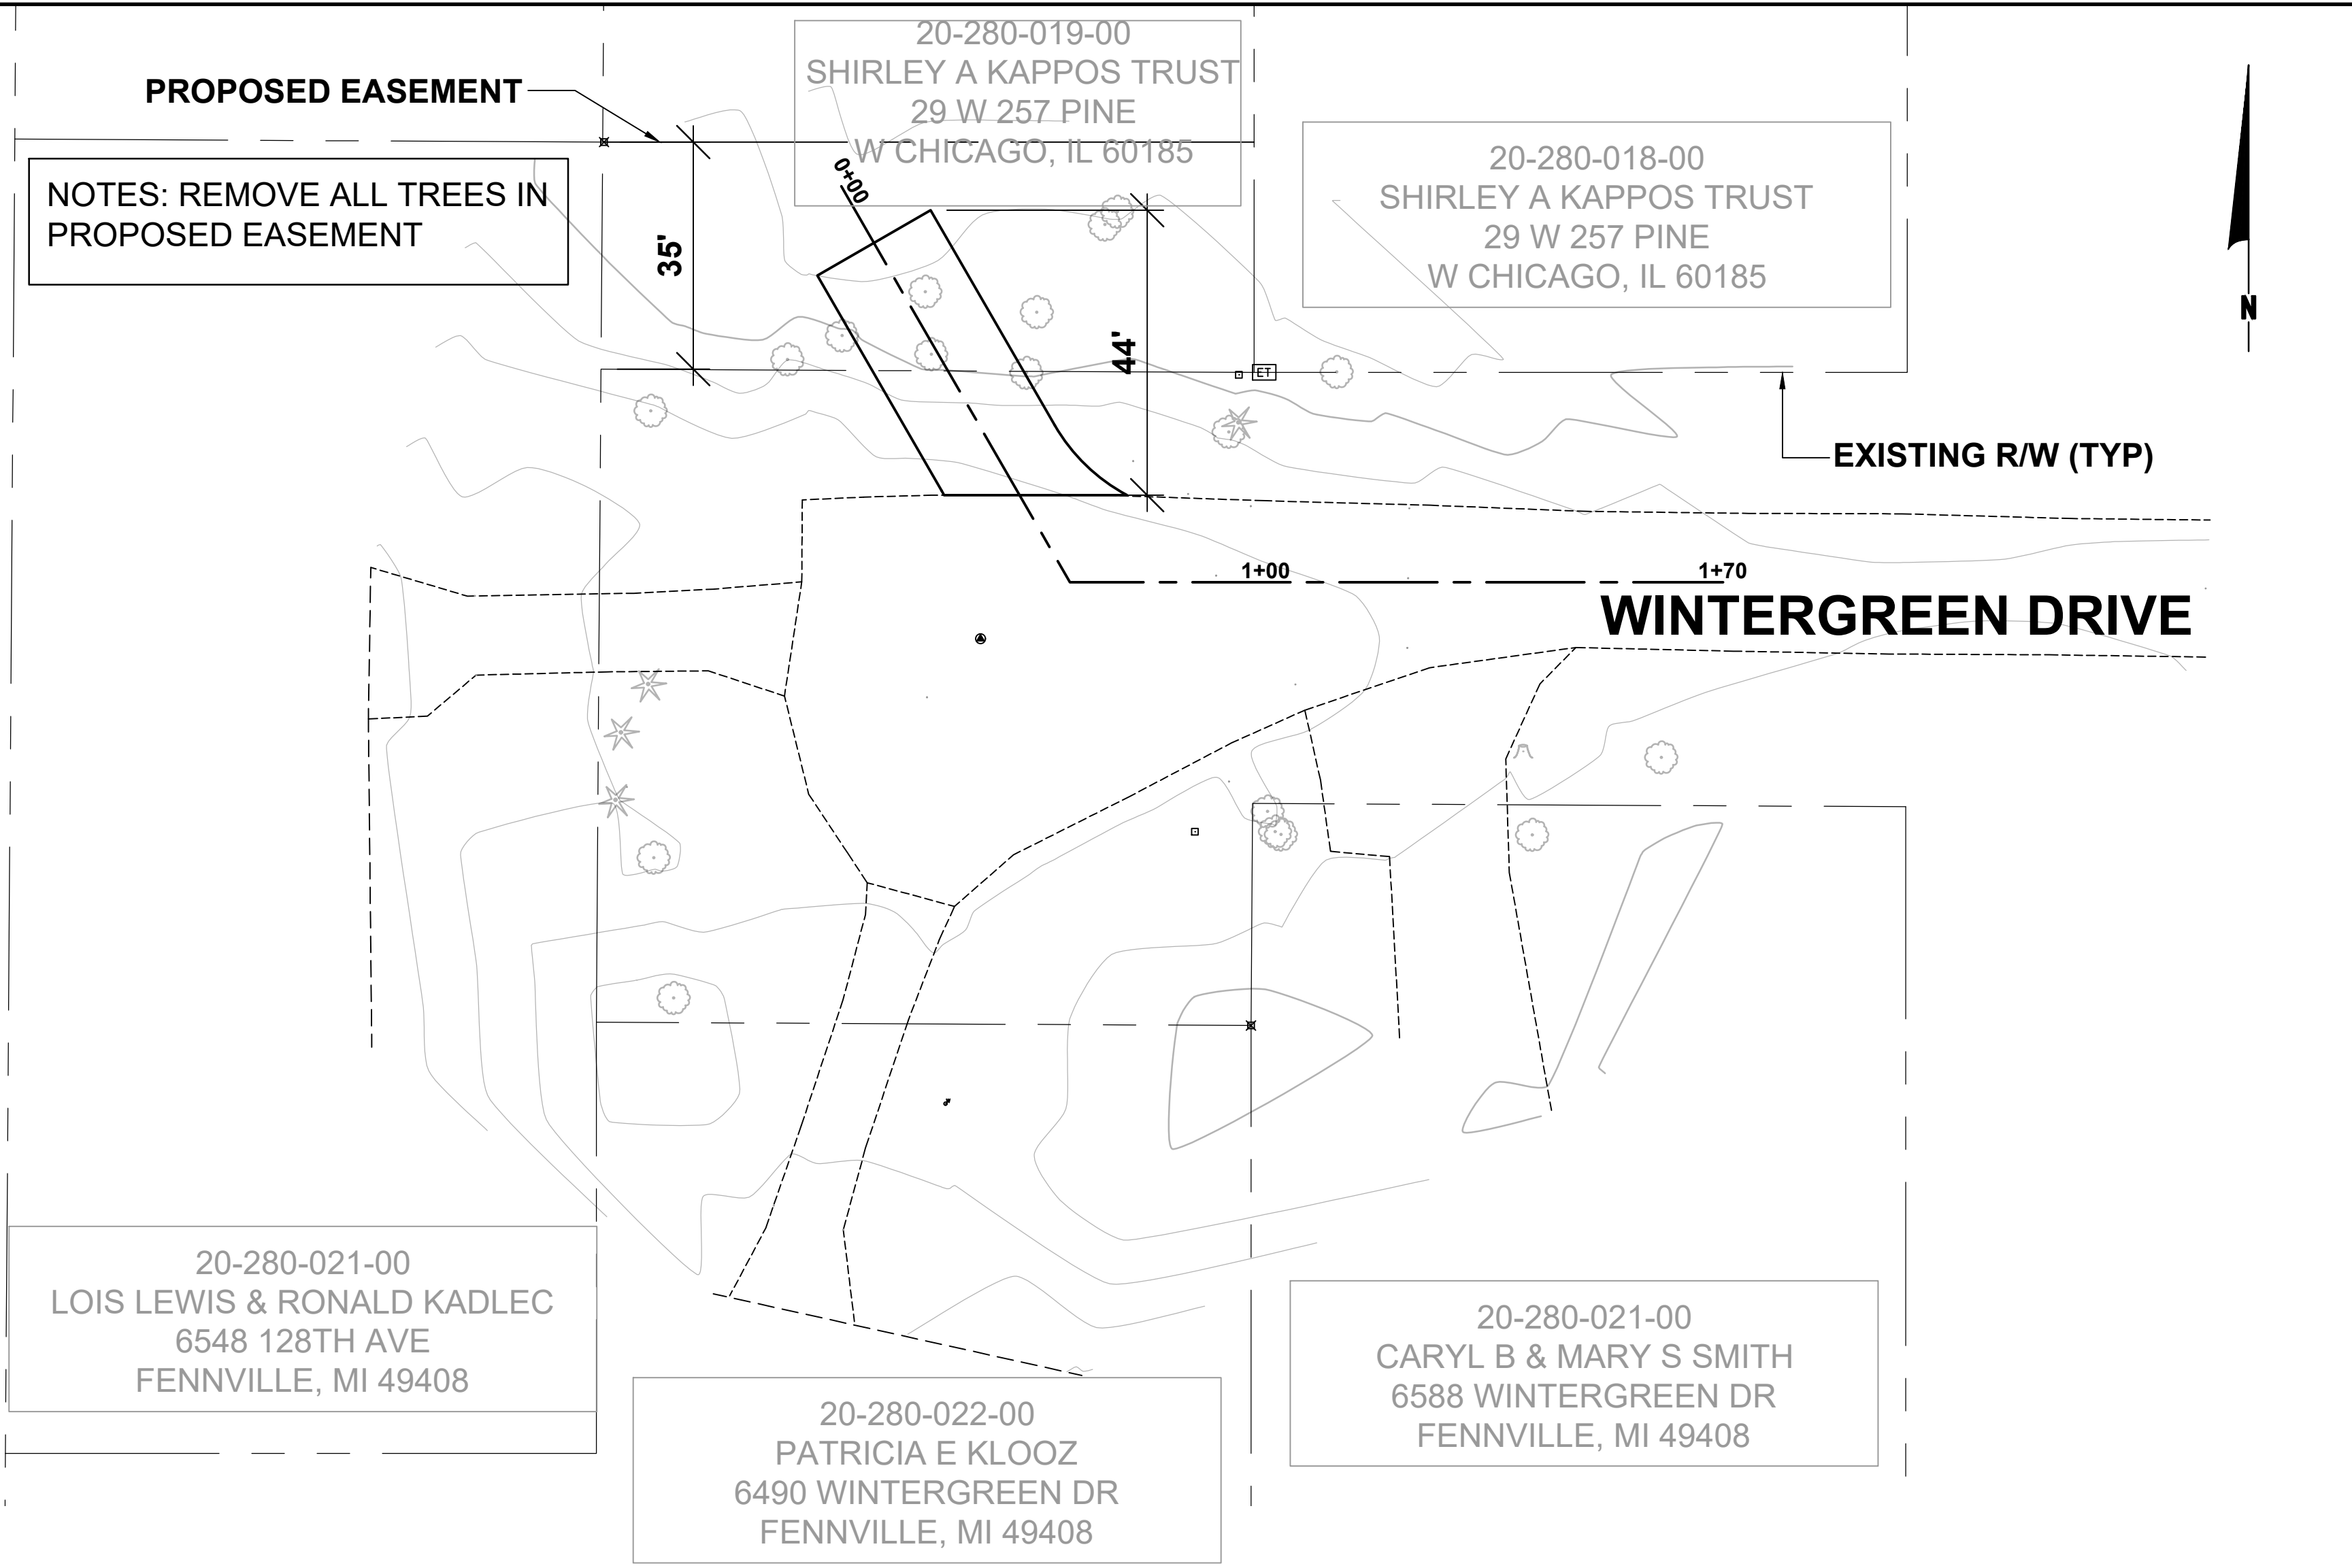 20-280-019-00
SHIRLEY A KAPPOS TRUST
29 W 257 PINE
W CHICAGO, IL 60185
PROPOSED EASEMENT
20-280-018-00
SHIRLEY A KAPPOS TRUST
29 W 257 PINE
W CHICAGO, IL 60185
NOTES: REMOVE ALL TREES IN
PROPOSED EASEMENT
0+00
35'
44'
N
ET
EXISTING R/W (TYP)
1+00
1+70
WINTERGREEN DRIVE
20-280-021-00
LOIS LEWIS & RONALD KADLEC
6548 128TH AVE
FENNVILLE, MI 49408
20-280-022-00
PATRICIA E KLOOZ
6490 WINTERGREEN DR
FENNVILLE, MI 49408
20-280-021-00
CARYL B & MARY S SMITH
6588 WINTERGREEN DR
FENNVILLE, MI 49408